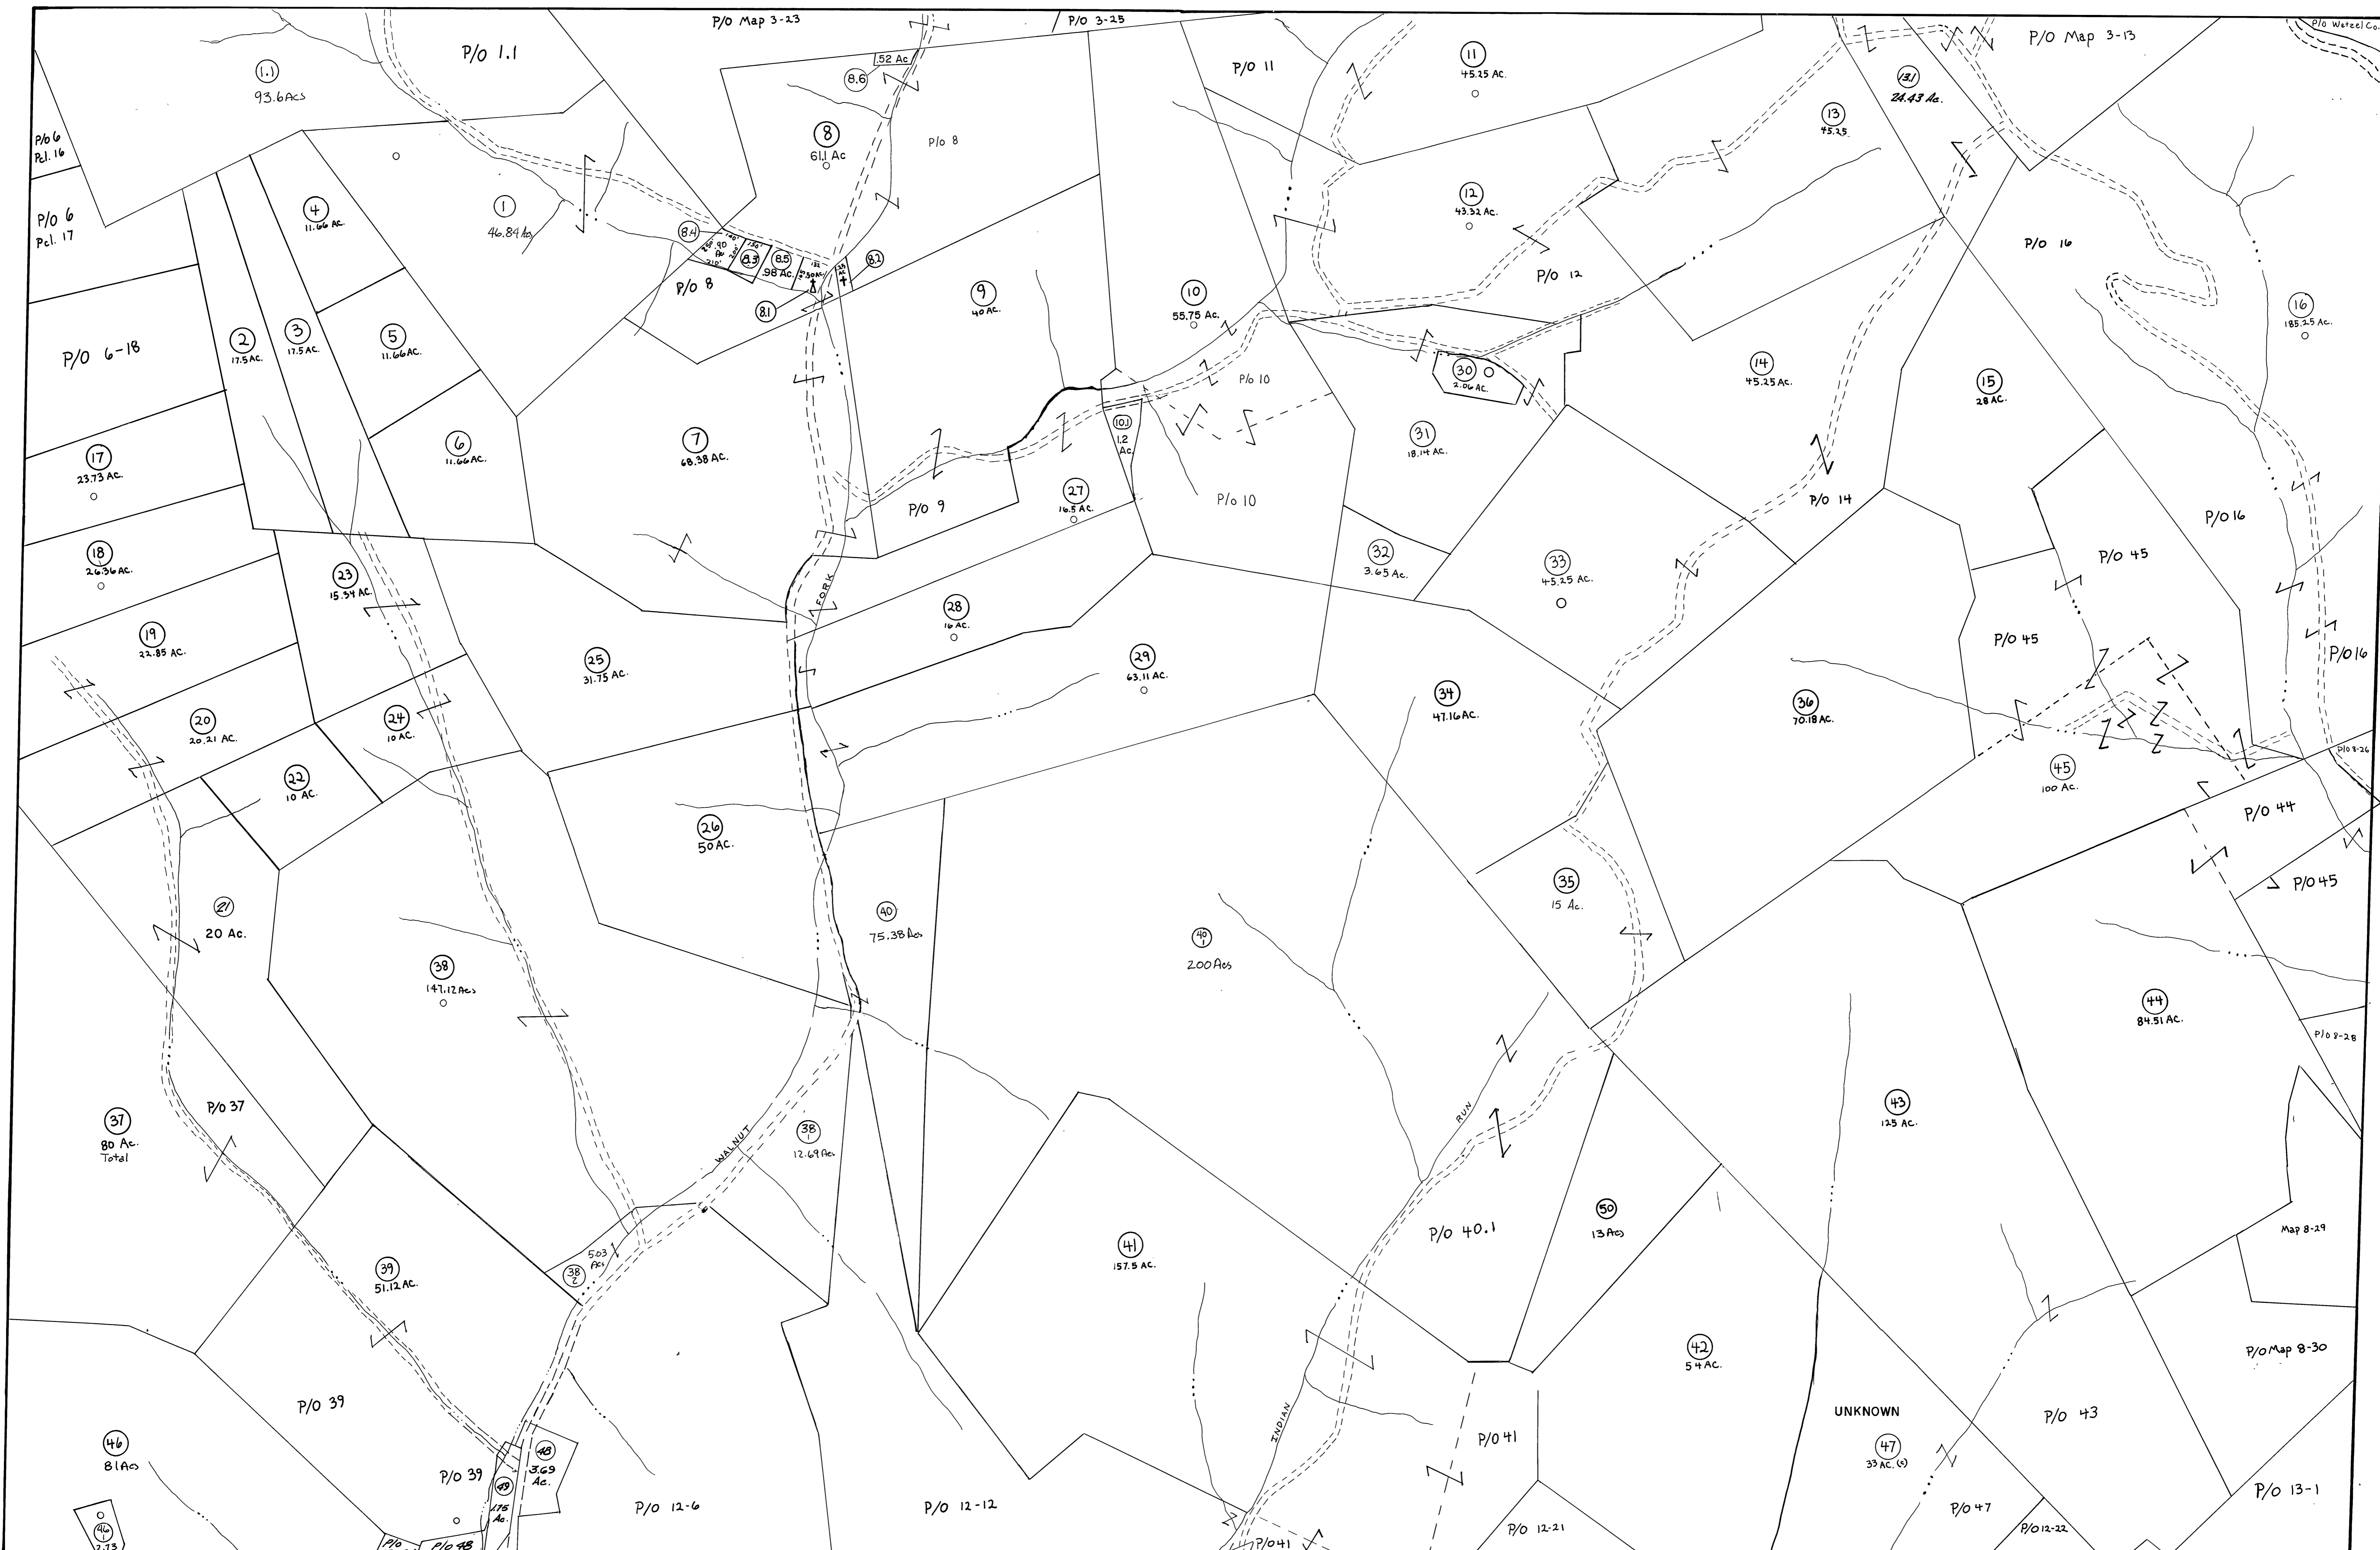 P/O Map 3-23
P/O 3-25
P/O Map 3-13
P/O Wetzel Co.
1.1
93.6 Acs
P/O 1.1
P/O 6
Pcl. 16
P/O 6
Pcl. 17
P/O 6-18
1
46.84 Acs
2
17.5 AC.
3
17.5 AC.
4
11.66 AC.
5
11.66 AC.
6
11.66 AC.
7
68.38 AC.
8
61.1 Ac
P/O 8
8.6
.52 Ac
8.4
.90
Ac
210'
8.3
8.5
.98 AC.
8.1
8.2
P/O 8
9
40 AC.
P/O 9
10
55.75 Ac.
P/O 10
P/O 10
10.1
1.2
Ac.
P/O 11
11
45.25 AC.
12
43.32 AC.
P/O 12
13
45.25
13.1
24.43 Ac.
14
45.25 AC.
P/O 14
15
28 AC.
P/O 16
16
185.25 AC.
P/O 16
P/O 16
17
23.73 AC.
18
26.36 AC.
19
22.85 AC.
20
20.21 AC.
21
20 Ac.
22
10 AC.
23
15.34 AC.
24
10 AC.
25
31.75 AC.
26
50 AC.
27
16.5 AC.
28
16 AC.
29
63.11 AC.
30
2.06 AC.
31
18.14 AC.
32
3.65 Ac.
33
45.25 AC.
34
47.16 AC.
35
15 Ac.
36
70.18 AC.
P/O 45
P/O 45
45
100 Ac.
P/O 8-26
P/O 44
P/O 45
44
84.51 AC.
P/O 8-28
FORK
WALNUT
37
80 Ac.
Total
P/O 37
38
147.12 Acs
38
1
12.69 Acs
38
2
5.03
Acs
39
51.12 AC.
P/O 39
P/O 39
40
75.38 Acs
40
1
200 Acs
P/O 40.1
RUN
INDIAN
41
157.5 AC.
P/O 41
P/O 41
42
54 AC.
43
125 AC.
P/O 43
50
13 Acs
Map 8-29
P/O Map 8-30
P/O 13-1
UNKNOWN
47
33 AC. (c)
P/O 47
P/O 12-22
P/O 12-21
P/O 12-12
P/O 12-6
46
81 Acs
46
1
2.73
48
3.69
Ac.
49
.175
Ac.
P/O
P/O 48